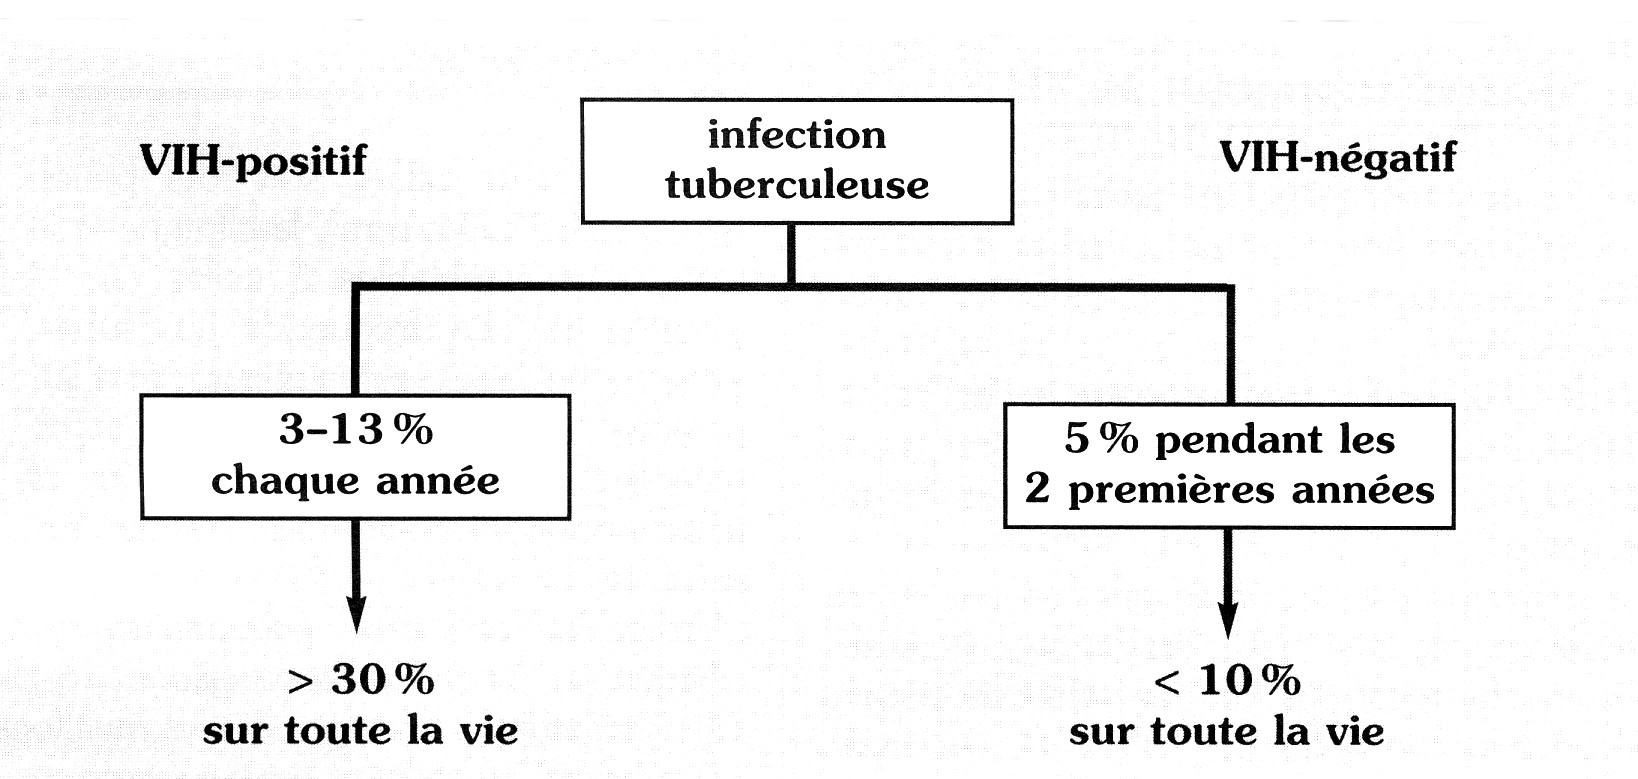 infection
tuberculeuse
VIH-positif
VIH-négatif
3–13 %
chaque année
5 % pendant les
2 premières années
> 30 %
sur toute la vie
< 10 %
sur toute la vie